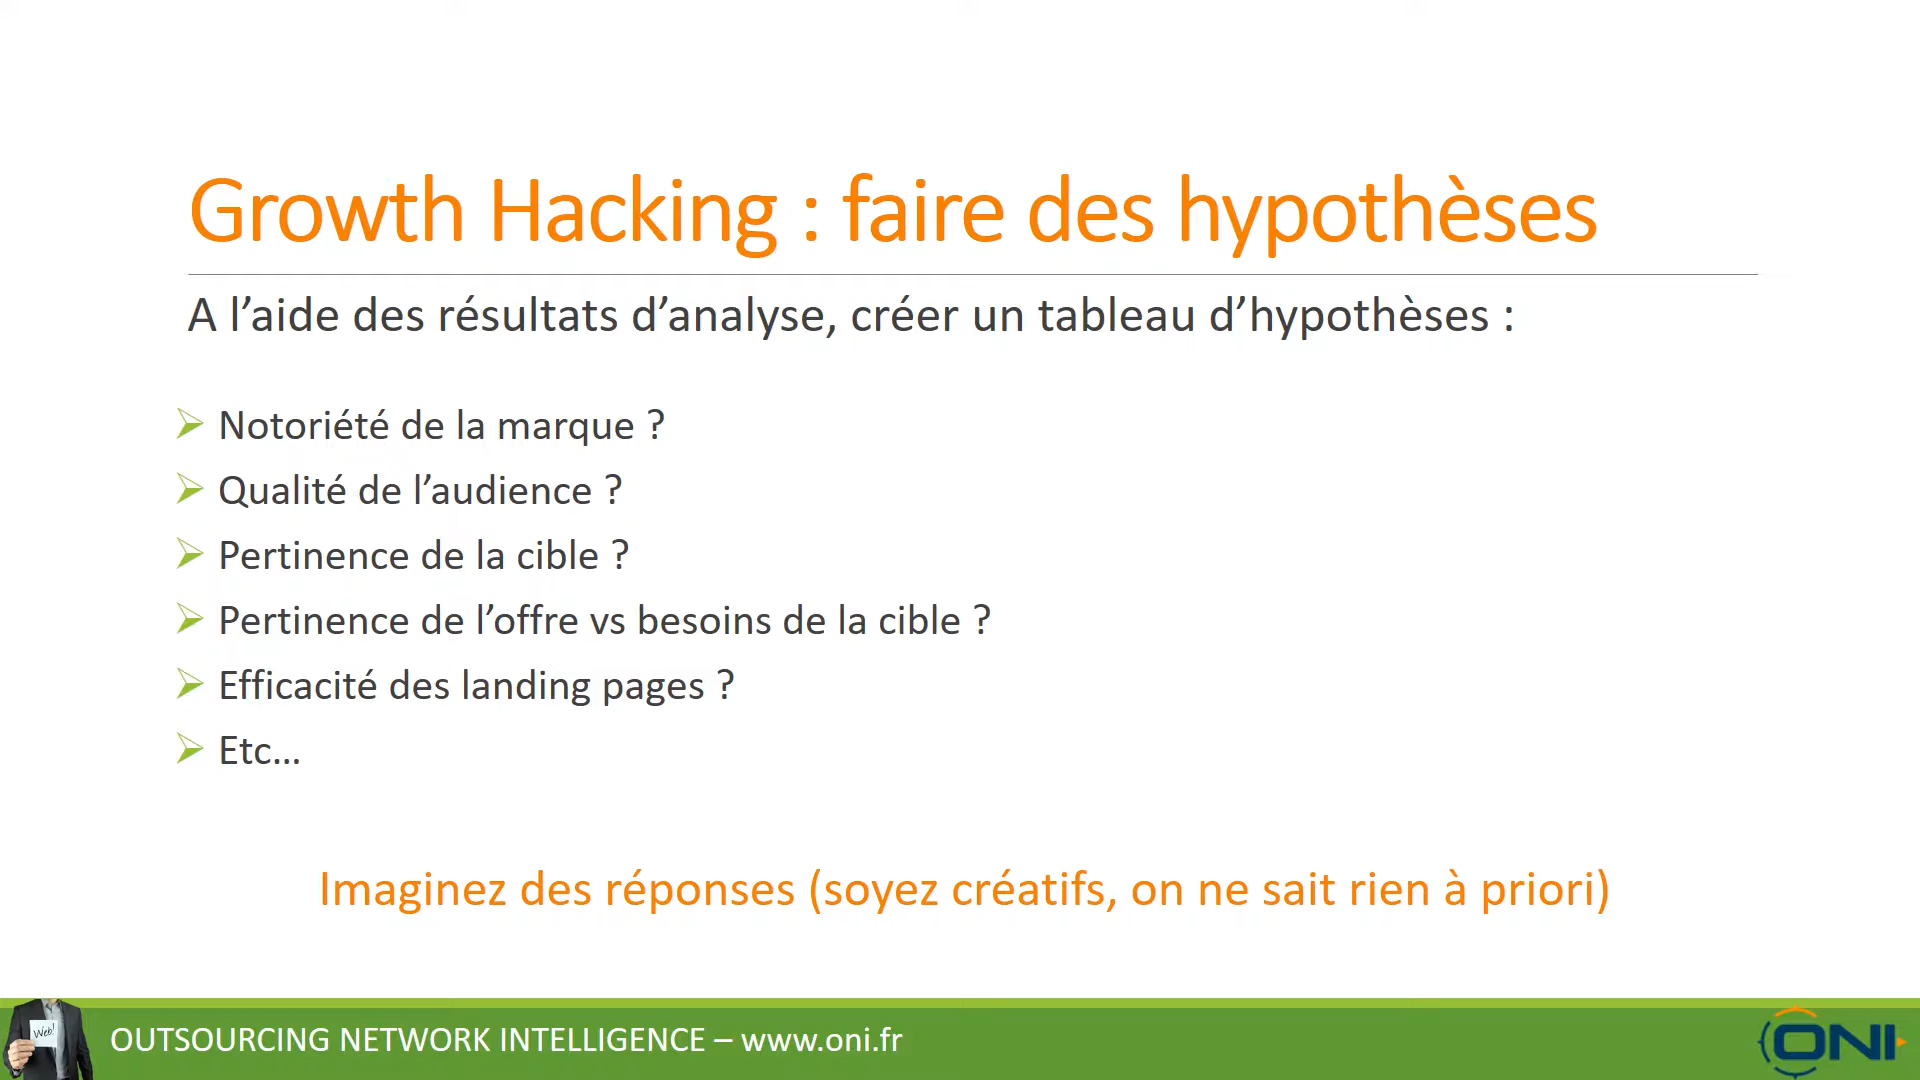 Growth Hacking : faire des hypothèses
A l’aide des résultats d’analyse, créer un tableau d’hypothèses :
Notoriété de la marque ?
Qualité de l’audience ?
Pertinence de la cible ?
Pertinence de l’offre vs besoins de la cible ?
Efficacité des landing pages ?
Etc...
Imaginez des réponses (soyez créatifs, on ne sait rien à priori)
Web!
OUTSOURCING NETWORK INTELLIGENCE – www.oni.fr
ONI